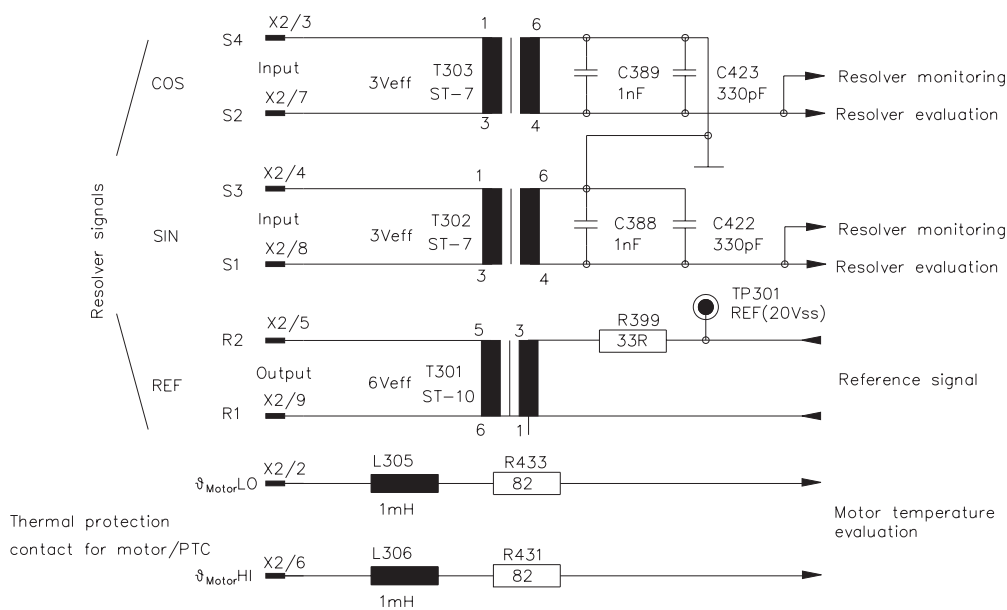 S4 X2/3 1 6
COS Input 3Veff T303 ST-7 C389 1nF C423 330pF Resolver monitoring
S2 X2/7 3 4 Resolver evaluation
S3 X2/4 1 6
Resolver signals
SIN Input 3Veff T302 ST-7 C388 1nF C422 330pF Resolver monitoring
S1 X2/8 3 4 Resolver evaluation
TP301
REF(20Vss)
R2 X2/5 5 3 R399
33R
REF Output 6Veff T301 ST-10 Reference signal
R1 X2/9 6 1
ϑMotorLO X2/2 L305 R433
82
1mH
Thermal protection
contact for motor/PTC
Motor temperature
evaluation
ϑMotorHI X2/6 L306 R431
82
1mH